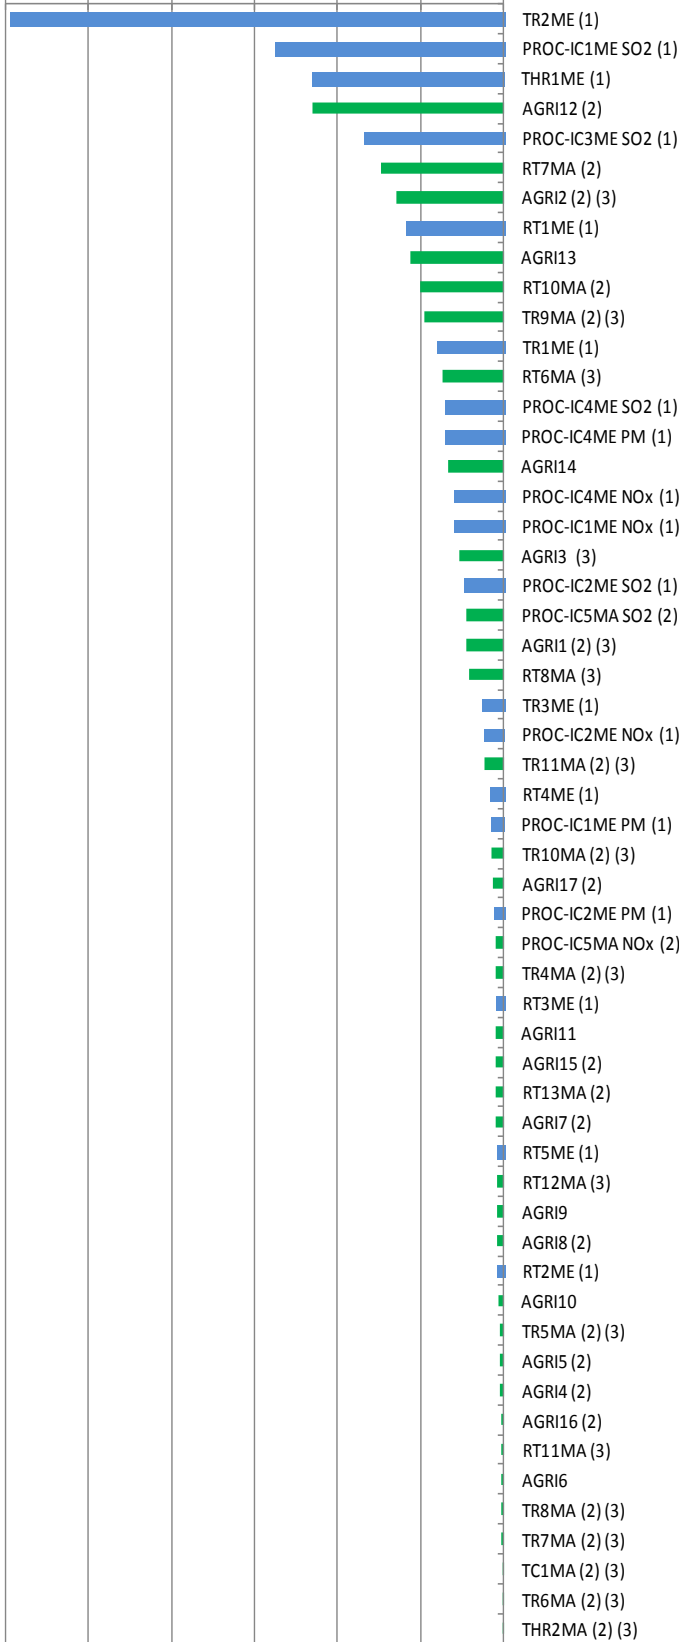 TR2ME (1)
PROC-IC1ME SO2 (1)
THR1ME (1)
AGRI12 (2)
PROC-IC3ME SO2 (1)
RT7MA (2)
AGRI2 (2) (3)
RT1ME (1)
AGRI13
RT10MA (2)
TR9MA (2) (3)
TR1ME (1)
RT6MA (3)
PROC-IC4ME SO2 (1)
PROC-IC4ME PM (1)
AGRI14
PROC-IC4ME NOx (1)
PROC-IC1ME NOx (1)
AGRI3 (3)
PROC-IC2ME SO2 (1)
PROC-IC5MA SO2 (2)
AGRI1 (2) (3)
RT8MA (3)
TR3ME (1)
PROC-IC2ME NOx (1)
TR11MA (2) (3)
RT4ME (1)
PROC-IC1ME PM (1)
TR10MA (2) (3)
AGRI17 (2)
PROC-IC2ME PM (1)
PROC-IC5MA NOx (2)
TR4MA (2) (3)
RT3ME (1)
AGRI11
AGRI15 (2)
RT13MA (2)
AGRI7 (2)
RT5ME (1)
RT12MA (3)
AGRI9
AGRI8 (2)
RT2ME (1)
AGRI10
TR5MA (2) (3)
AGRI5 (2)
AGRI4 (2)
AGRI16 (2)
RT11MA (3)
AGRI6
TR8MA (2) (3)
TR7MA (2) (3)
TC1MA (2) (3)
TR6MA (2) (3)
THR2MA (2) (3)